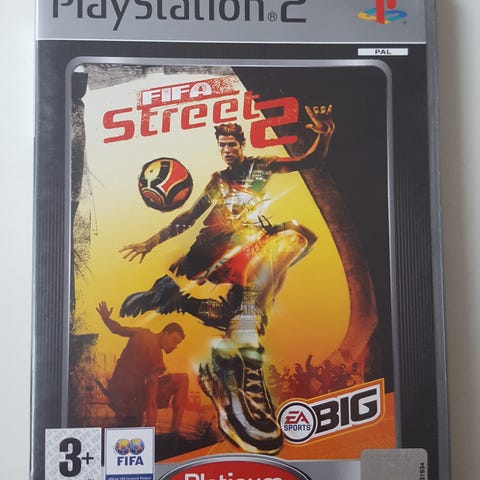 PlayStation®2
PAL
FIFA
Street 2
EA
SPORTS
BIG
3+
FIFA
Platinum